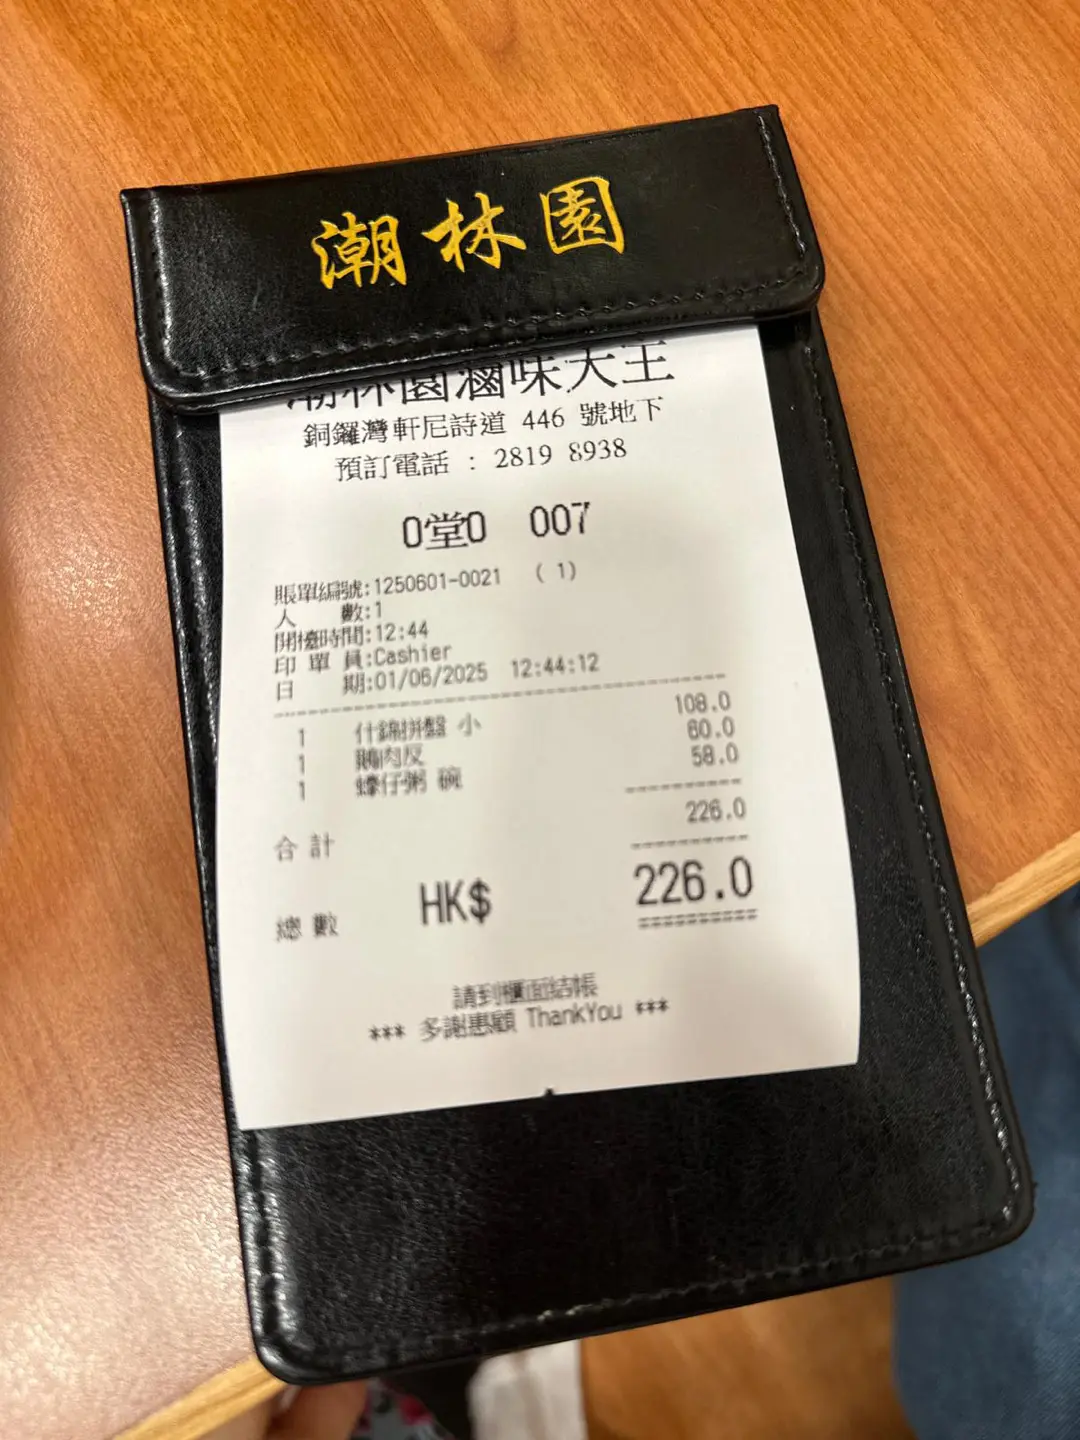 潮林園
潮林園滷味天王
銅鑼灣軒尼詩道 446 號地下
預訂電話 : 2819 8938
0堂0 007
賬單編號:1250601-0021 ( 1)
人 數:1
開檯時間:12:44
印 單 員:Cashier
日 期:01/06/2025 12:44:12
1 什錦拼盤 小 108.0
1 鵝肉反 60.0
1 蠔仔粥 碗 58.0
合 計 226.0
總 數 HK$ 226.0
請到櫃面結帳
*** 多謝惠顧 ThankYou ***